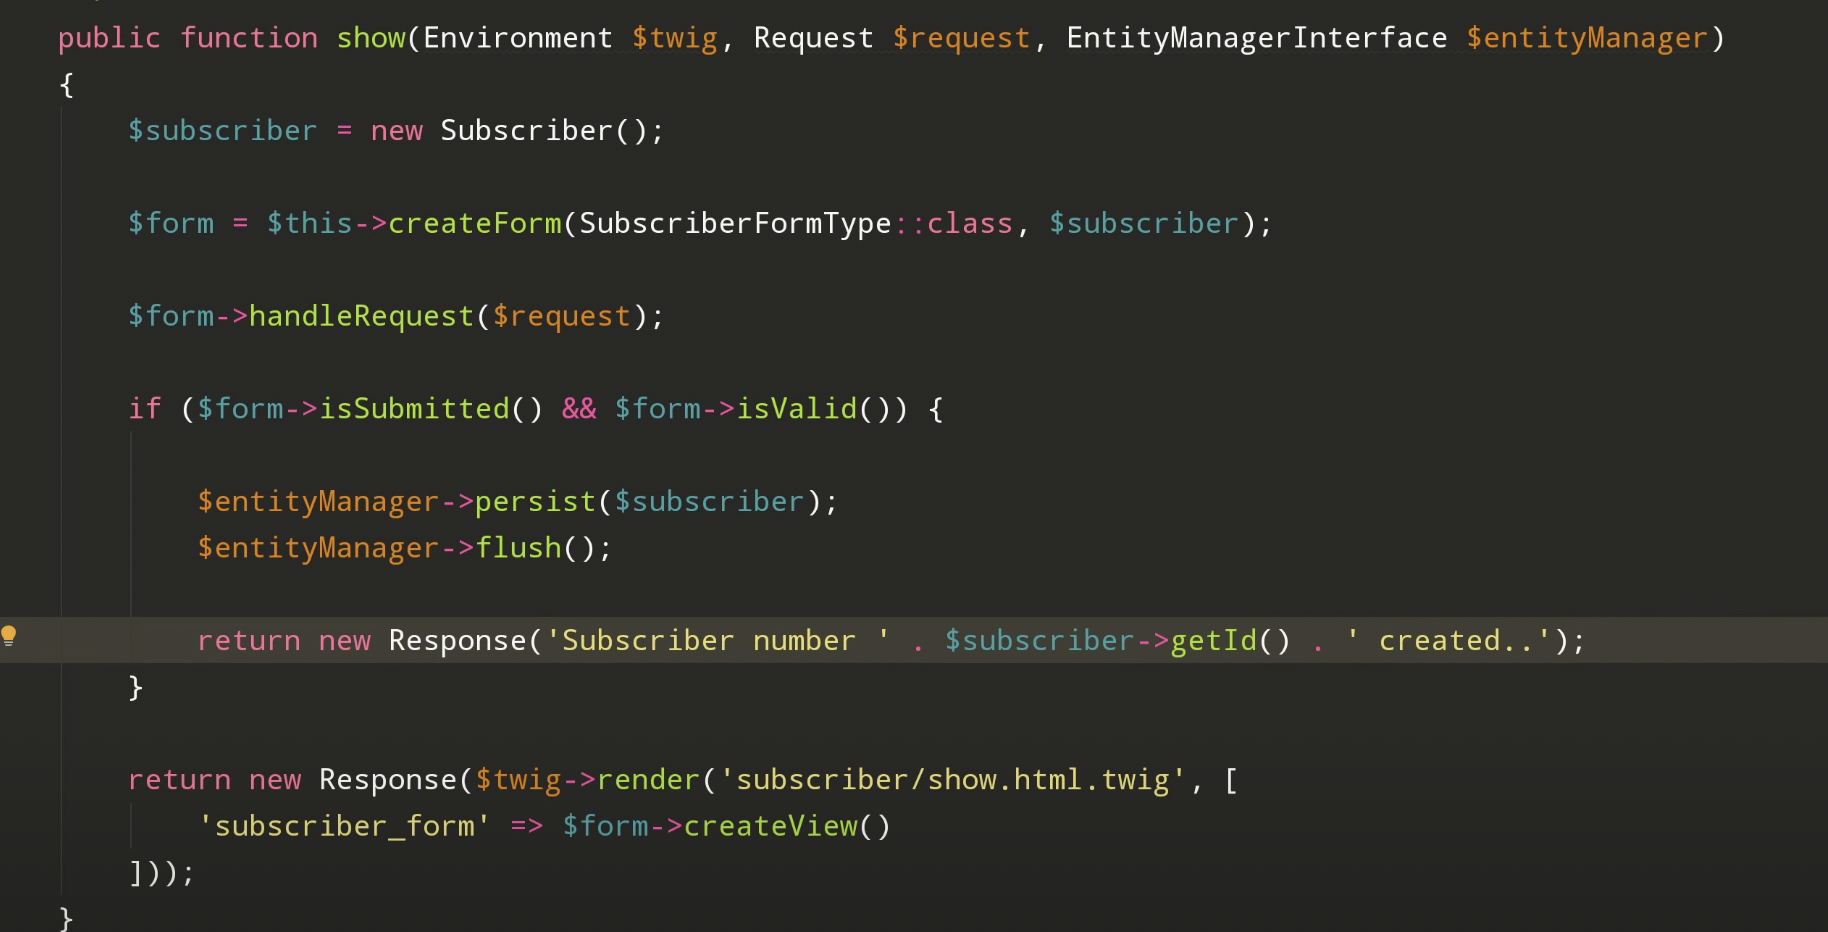 public function show(Environment $twig, Request $request, EntityManagerInterface $entityManager)
{
    $subscriber = new Subscriber();

    $form = $this->createForm(SubscriberFormType::class, $subscriber);

    $form->handleRequest($request);

    if ($form->isSubmitted() && $form->isValid()) {

        $entityManager->persist($subscriber);
        $entityManager->flush();

        return new Response('Subscriber number ' . $subscriber->getId() . ' created..');
    }

    return new Response($twig->render('subscriber/show.html.twig', [
        'subscriber_form' => $form->createView()
    ]));
}